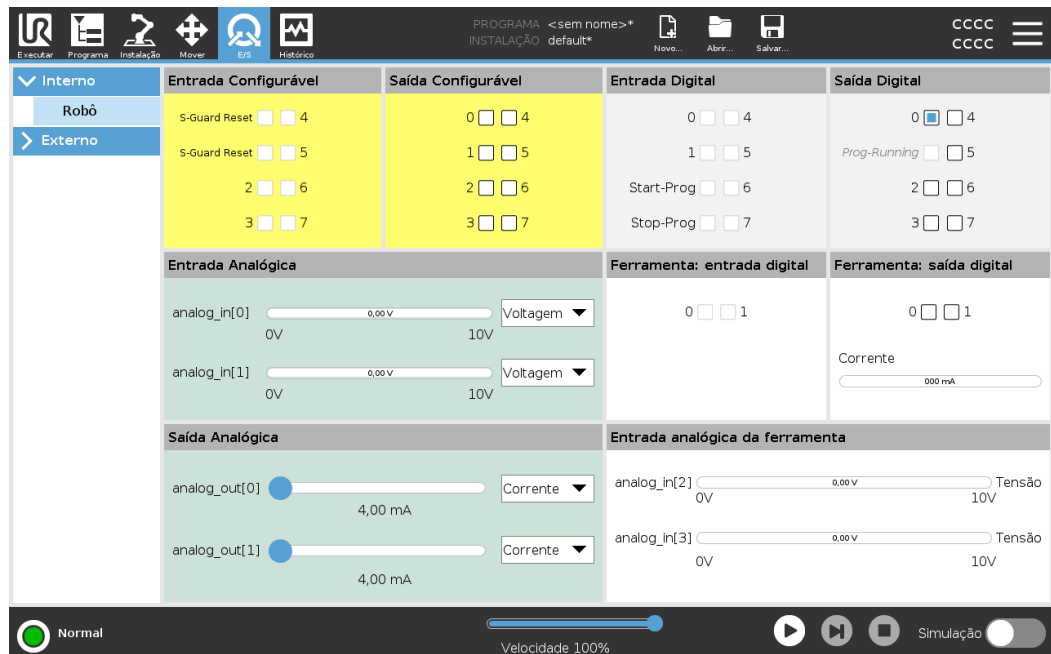 UR
PROGRAMA <sem nome>*
INSTALAÇÃO default*
CCCC
CCCC
Executar Programa Instalação Mover E/S Histórico Novo... Abrir... Salvar...
Interno
Robô
Externo
Entrada Configurável
S-Guard Reset 4
S-Guard Reset 5
2 6
3 7
Saída Configurável
0 4
1 5
2 6
3 7
Entrada Digital
0 4
1 5
Start-Prog 6
Stop-Prog 7
Saída Digital
0 4
Prog-Running 5
2 6
3 7
Entrada Analógica
analog_in[0] 0,00 V Voltagem
0V 10V
analog_in[1] 0,00 V Voltagem
0V 10V
Ferramenta: entrada digital
0 1
Ferramenta: saída digital
0 1
Corrente
000 mA
Saída Analógica
analog_out[0] Corrente
4,00 mA
analog_out[1] Corrente
4,00 mA
Entrada analógica da ferramenta
analog_in[2] 0,00 V Tensão
0V 10V
analog_in[3] 0,00 V Tensão
0V 10V
Normal
Velocidade 100%
Simulação